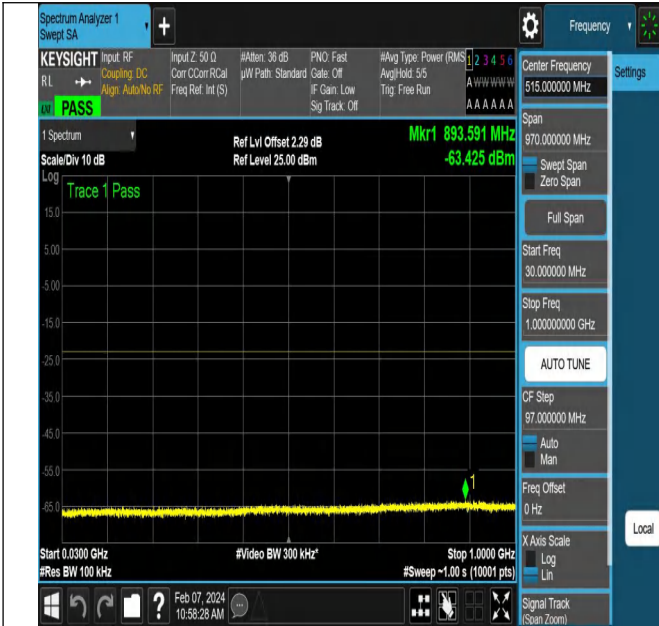 Spectrum Analyzer 1
Swept SA
+
Frequency
KEYSIGHT
RL
PASS
Input: RF
Coupling: DC
Align: Auto/No RF
Input Z: 50 Ω
Corr CCorr RCal
Freq Ref: Int (S)
#Atten: 36 dB
µW Path: Standard
PNO: Fast
Gate: Off
IF Gain: Low
Sig Track: Off
#Avg Type: Power (RMS
Avg|Hold: 5/5
Trig: Free Run
1 2 3 4 5 6
A W W W W W
A A A A A A
1 Spectrum
Scale/Div 10 dB
Ref Lvl Offset 2.29 dB
Ref Level 25.00 dBm
Mkr1 893.591 MHz
-63.425 dBm
Log
Trace 1 Pass
15.0
5.00
-5.00
-15.0
-25.0
-35.0
-45.0
-55.0
-65.0
1
Start 0.0300 GHz
#Res BW 100 kHz
#Video BW 300 kHz*
Stop 1.0000 GHz
#Sweep ~1.00 s (10001 pts)
?
Feb 07, 2024
10:58:28 AM
Center Frequency
515.000000 MHz
Span
970.000000 MHz
Swept Span
Zero Span
Full Span
Start Freq
30.000000 MHz
Stop Freq
1.000000000 GHz
AUTO TUNE
CF Step
97.000000 MHz
Auto
Man
Freq Offset
0 Hz
X Axis Scale
Log
Lin
Signal Track
(Span Zoom)
Settings
Local